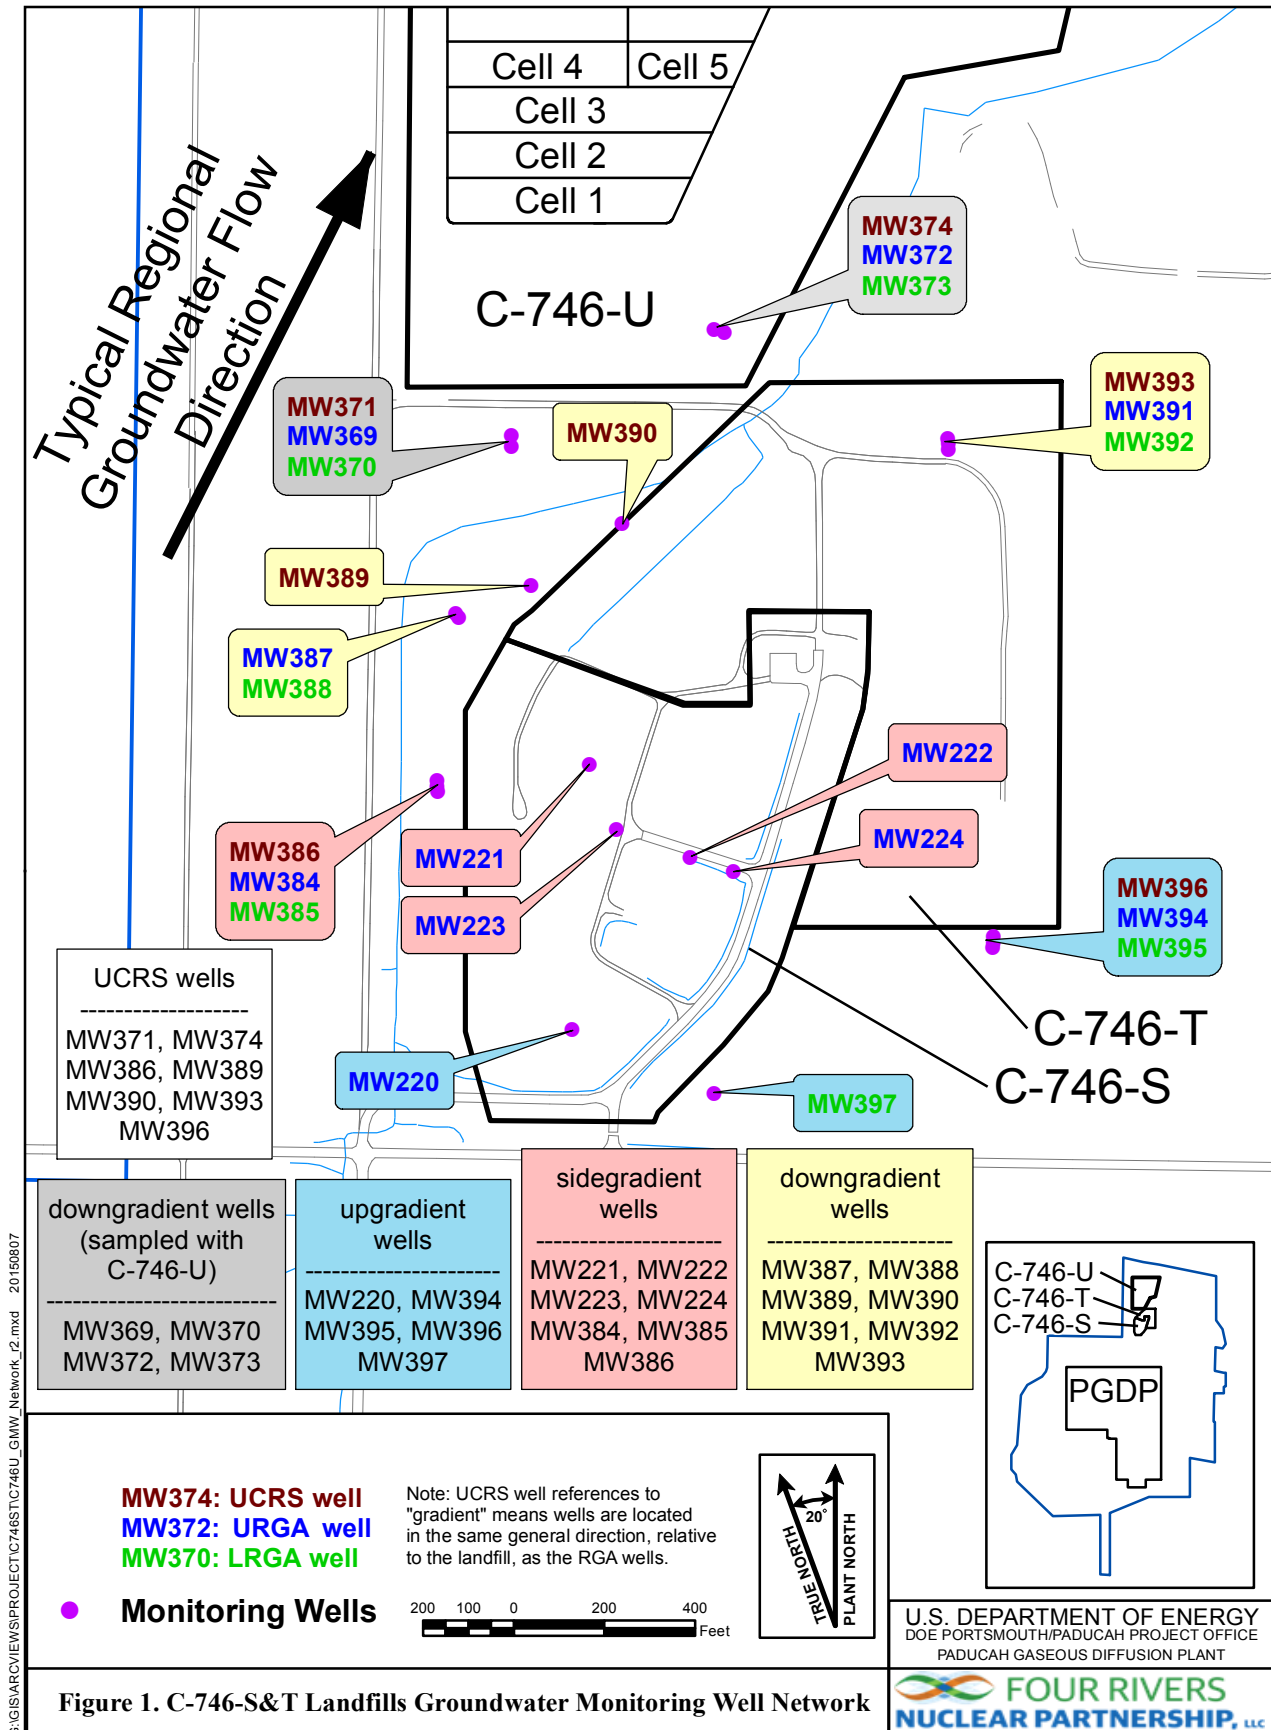 Cell 4
Cell 5
Cell 3
Cell 2
Cell 1
Typical Regional
Groundwater Flow
Direction
C-746-U
MW374
MW372
MW373
MW371
MW369
MW370
MW390
MW393
MW391
MW392
MW389
MW387
MW388
MW222
MW224
MW386
MW384
MW385
MW221
MW223
MW396
MW394
MW395
MW220
MW397
C-746-T
C-746-S
UCRS wells
--------------------
MW371, MW374
MW386, MW389
MW390, MW393
MW396
downgradient wells
(sampled with
C-746-U)
---------------------------
MW369, MW370
MW372, MW373
upgradient
wells
-----------------------
MW220, MW394
MW395, MW396
MW397
sidegradient
wells
----------------------
MW221, MW222
MW223, MW224
MW384, MW385
MW386
downgradient
wells
----------------------
MW387, MW388
MW389, MW390
MW391, MW392
MW393
C-746-U
C-746-T
C-746-S
PGDP
MW374: UCRS well
MW372: URGA well
MW370: LRGA well
Monitoring Wells
Note: UCRS well references to
"gradient" means wells are located
in the same general direction, relative
to the landfill, as the RGA wells.
200 100 0 200 400
Feet
20°
TRUE NORTH
PLANT NORTH
U.S. DEPARTMENT OF ENERGY
DOE PORTSMOUTH/PADUCAH PROJECT OFFICE
PADUCAH GASEOUS DIFFUSION PLANT
Figure 1. C-746-S&T Landfills Groundwater Monitoring Well Network
FOUR RIVERS
NUCLEAR PARTNERSHIP, LLC
S:\GIS\ARCVIEWS\PROJECT\C746ST\C746U_GMW_Network_r2.mxd 20150807